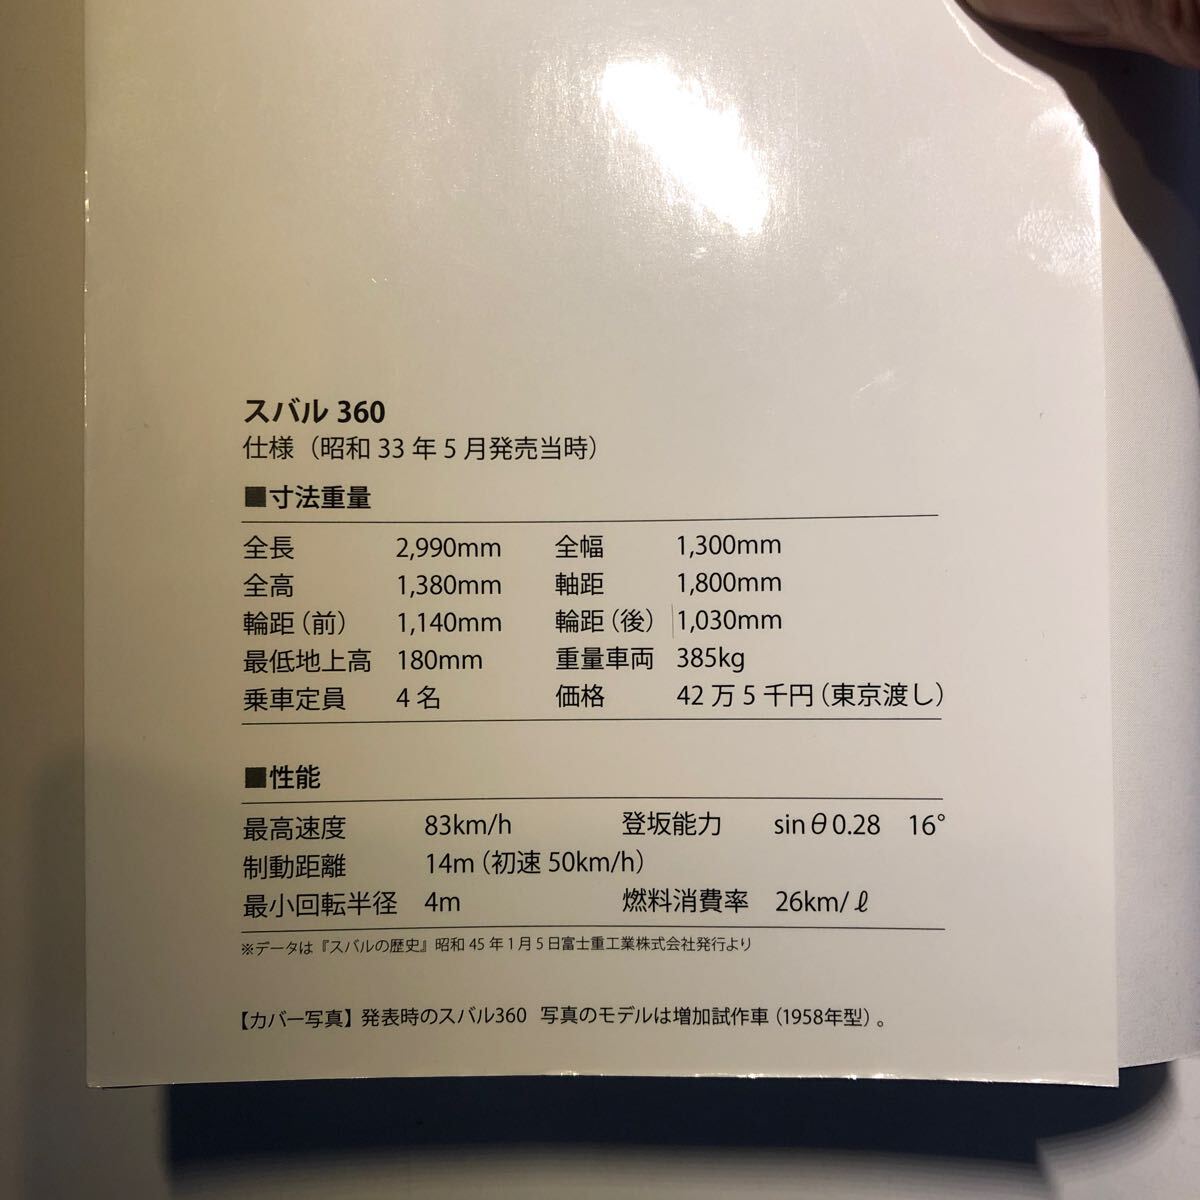 スバル 360
仕様（昭和 33 年 5 月発売当時）
■寸法重量
全長 2,990mm 全幅 1,300mm
全高 1,380mm 軸距 1,800mm
輪距（前） 1,140mm 輪距（後） 1,030mm
最低地上高 180mm 重量車両 385kg
乗車定員 4 名 価格 42 万 5 千円（東京渡し）
■性能
最高速度 83km/h 登坂能力 sinθ0.28 16°
制動距離 14m（初速 50km/h）
最小回転半径 4m 燃料消費率 26km/ℓ
※データは『スバルの歴史』昭和 45 年 1 月 5 日富士重工業株式会社発行より
【カバー写真】発表時のスバル360 写真のモデルは増加試作車（1958年型）。